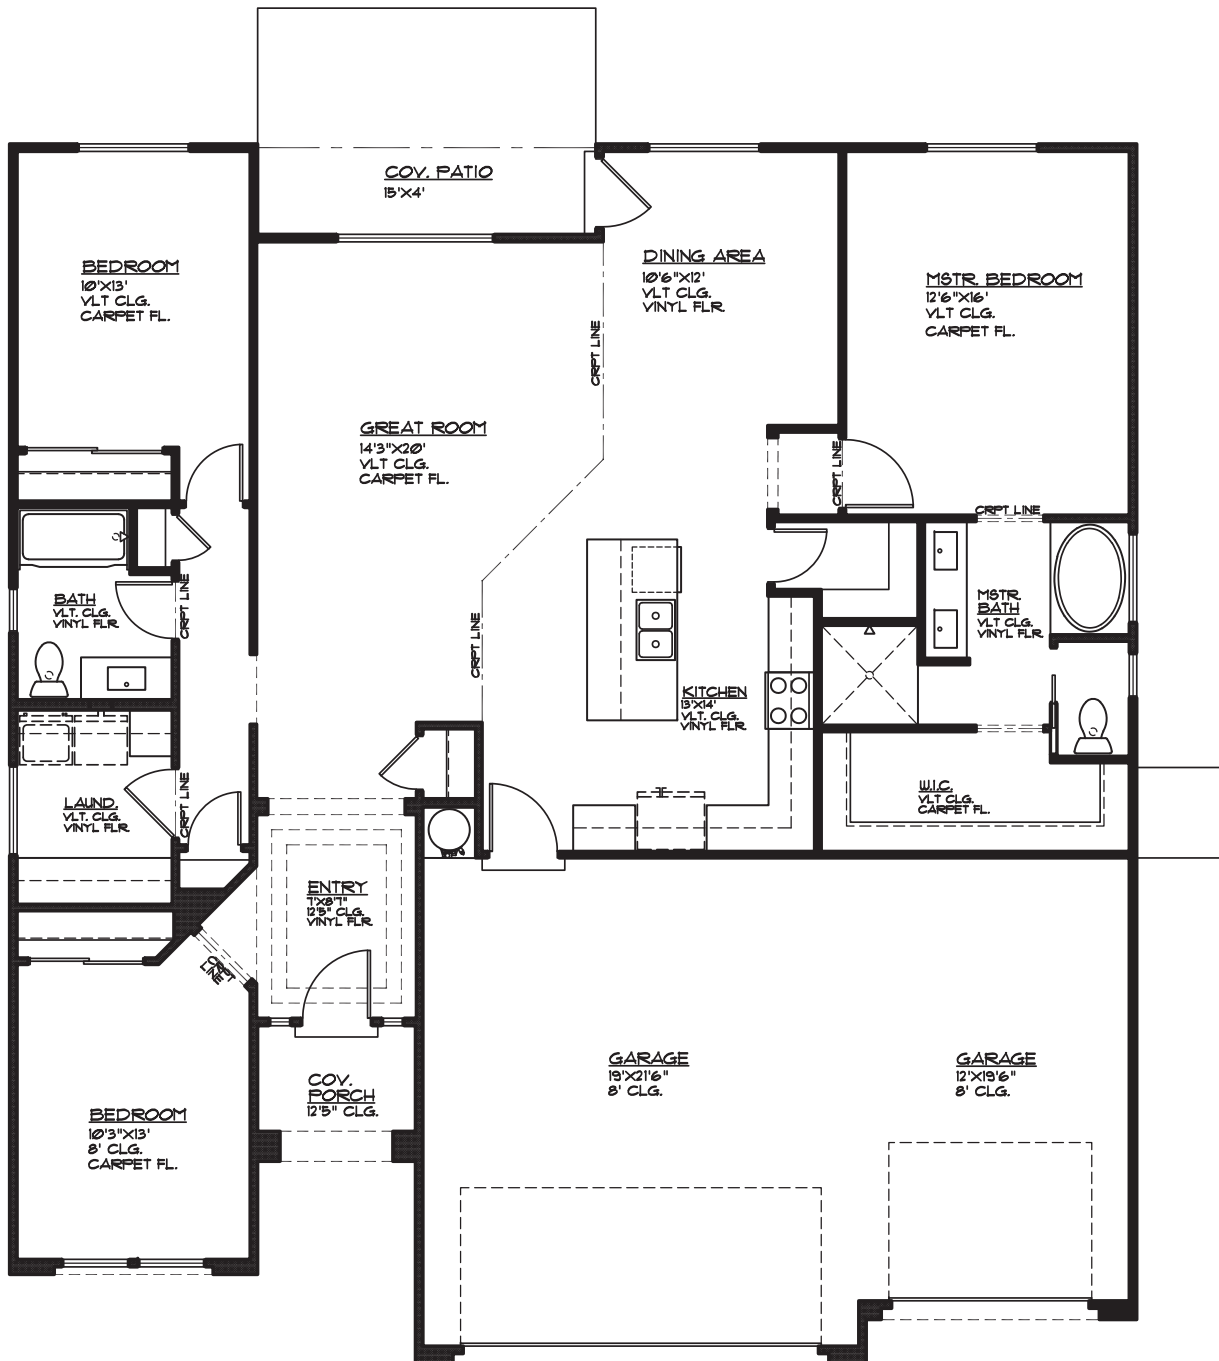 COV. PATIO
15'X4'
BEDROOM
10'X13'
VLT CLG.
CARPET FL.
DINING AREA
10'6"X12'
VLT CLG.
VINYL FLR.
MSTR. BEDROOM
12'6"X16'
VLT CLG.
CARPET FL.
CRPT LINE
GREAT ROOM
14'3"X20'
VLT CLG.
CARPET FL.
CRPT LINE
CRPT LINE
BATH
VLT. CLG.
VINYL FLR.
CRPT LINE
CRPT LINE
MSTR.
BATH
VLT CLG.
VINYL FLR.
KITCHEN
13'X14'
VLT. CLG.
VINYL FLR.
LAUND.
VLT. CLG.
VINYL FLR.
CRPT LINE
W.I.C.
VLT CLG.
CARPET FL.
ENTRY
7'X8'7"
12'5" CLG.
VINYL FLR.
CRPT
LINE
COV.
PORCH
12'5" CLG.
GARAGE
19'X21'6"
8' CLG.
GARAGE
12'X19'6"
8' CLG.
BEDROOM
10'3"X13'
8' CLG.
CARPET FL.